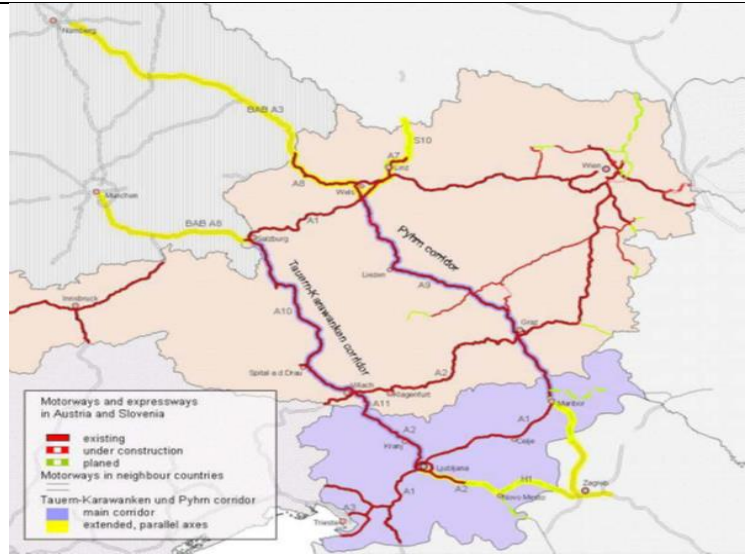 Nürnberg
BAB A3
S10
A7
Linz
Wien
A8
Wels
München
BAB A8
A1
Salzburg
Pyhrn corridor
Liezen
A9
Innsbruck
A10
Tauern-Karawanken corridor
Graz
Spital a.d.Drau
A2
Villach
Klagenfurt
A11
Maribor
A2
A1
Kranj
Celje
Ljubljana
H1
Zagreb
A1
A2
Novo Mesto
A3
Trieste
Motorways and expressways
in Austria and Slovenia
existing
under construction
planed
Motorways in neighbour countries
Tauern-Karawanken und Pyhrn corridor
main corridor
extended, parallel axes